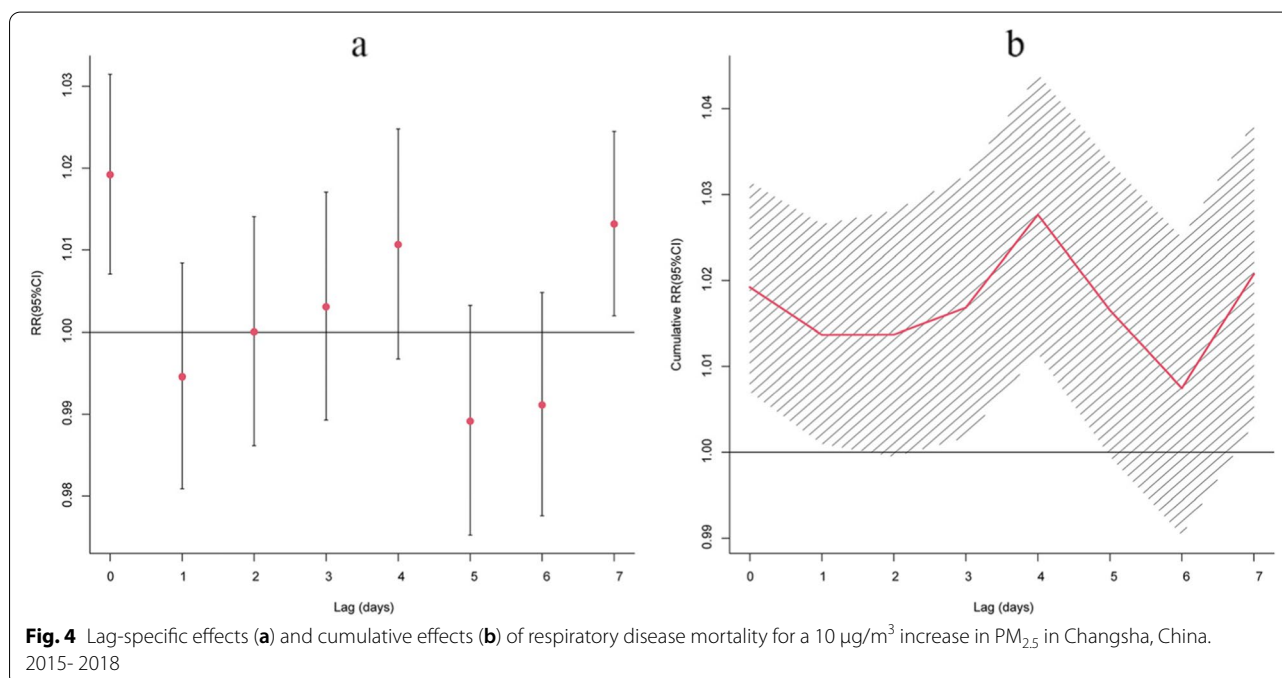 a
b
RR(95%CI)
1.03
1.02
1.01
1.00
0.99
0.98
0 1 2 3 4 5 6 7
Lag (days)
Cumulative RR(95%CI)
1.04
1.03
1.02
1.01
1.00
0.99
0 1 2 3 4 5 6 7
Lag (days)
Fig. 4 Lag-specific effects (a) and cumulative effects (b) of respiratory disease mortality for a 10 μg/m³ increase in PM₂.₅ in Changsha, China.
2015- 2018